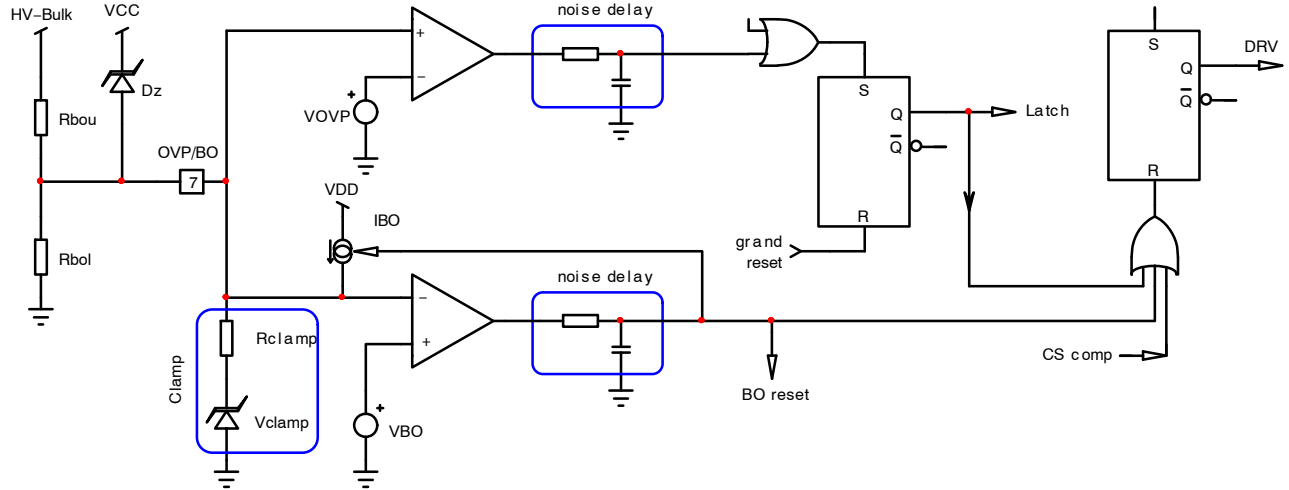 HV-Bulk
VCC
noise delay
S
DRV
Q
Q
Dz
Rbou
VOVP
+
−
+
S
Q
Latch
Q
OVP/BO
7
R
VDD
IBO
R
grand
reset
Rbol
noise delay
−
+
Clamp
Rclamp
CS comp
BO reset
Vclamp
+
VBO